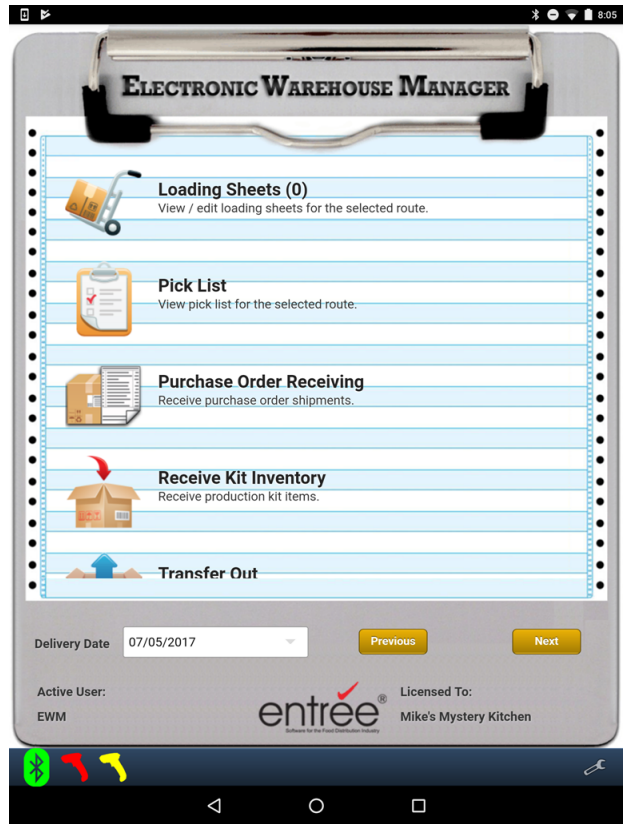 8:05
ELECTRONIC WAREHOUSE MANAGER
Loading Sheets (0)
View / edit loading sheets for the selected route.
Pick List
View pick list for the selected route.
Purchase Order Receiving
Receive purchase order shipments.
Receive Kit Inventory
Receive production kit items.
Transfer Out
Delivery Date 07/05/2017 Previous Next
Active User: Licensed To:
EWM entrée® Mike's Mystery Kitchen
Software for the Food Distribution Industry